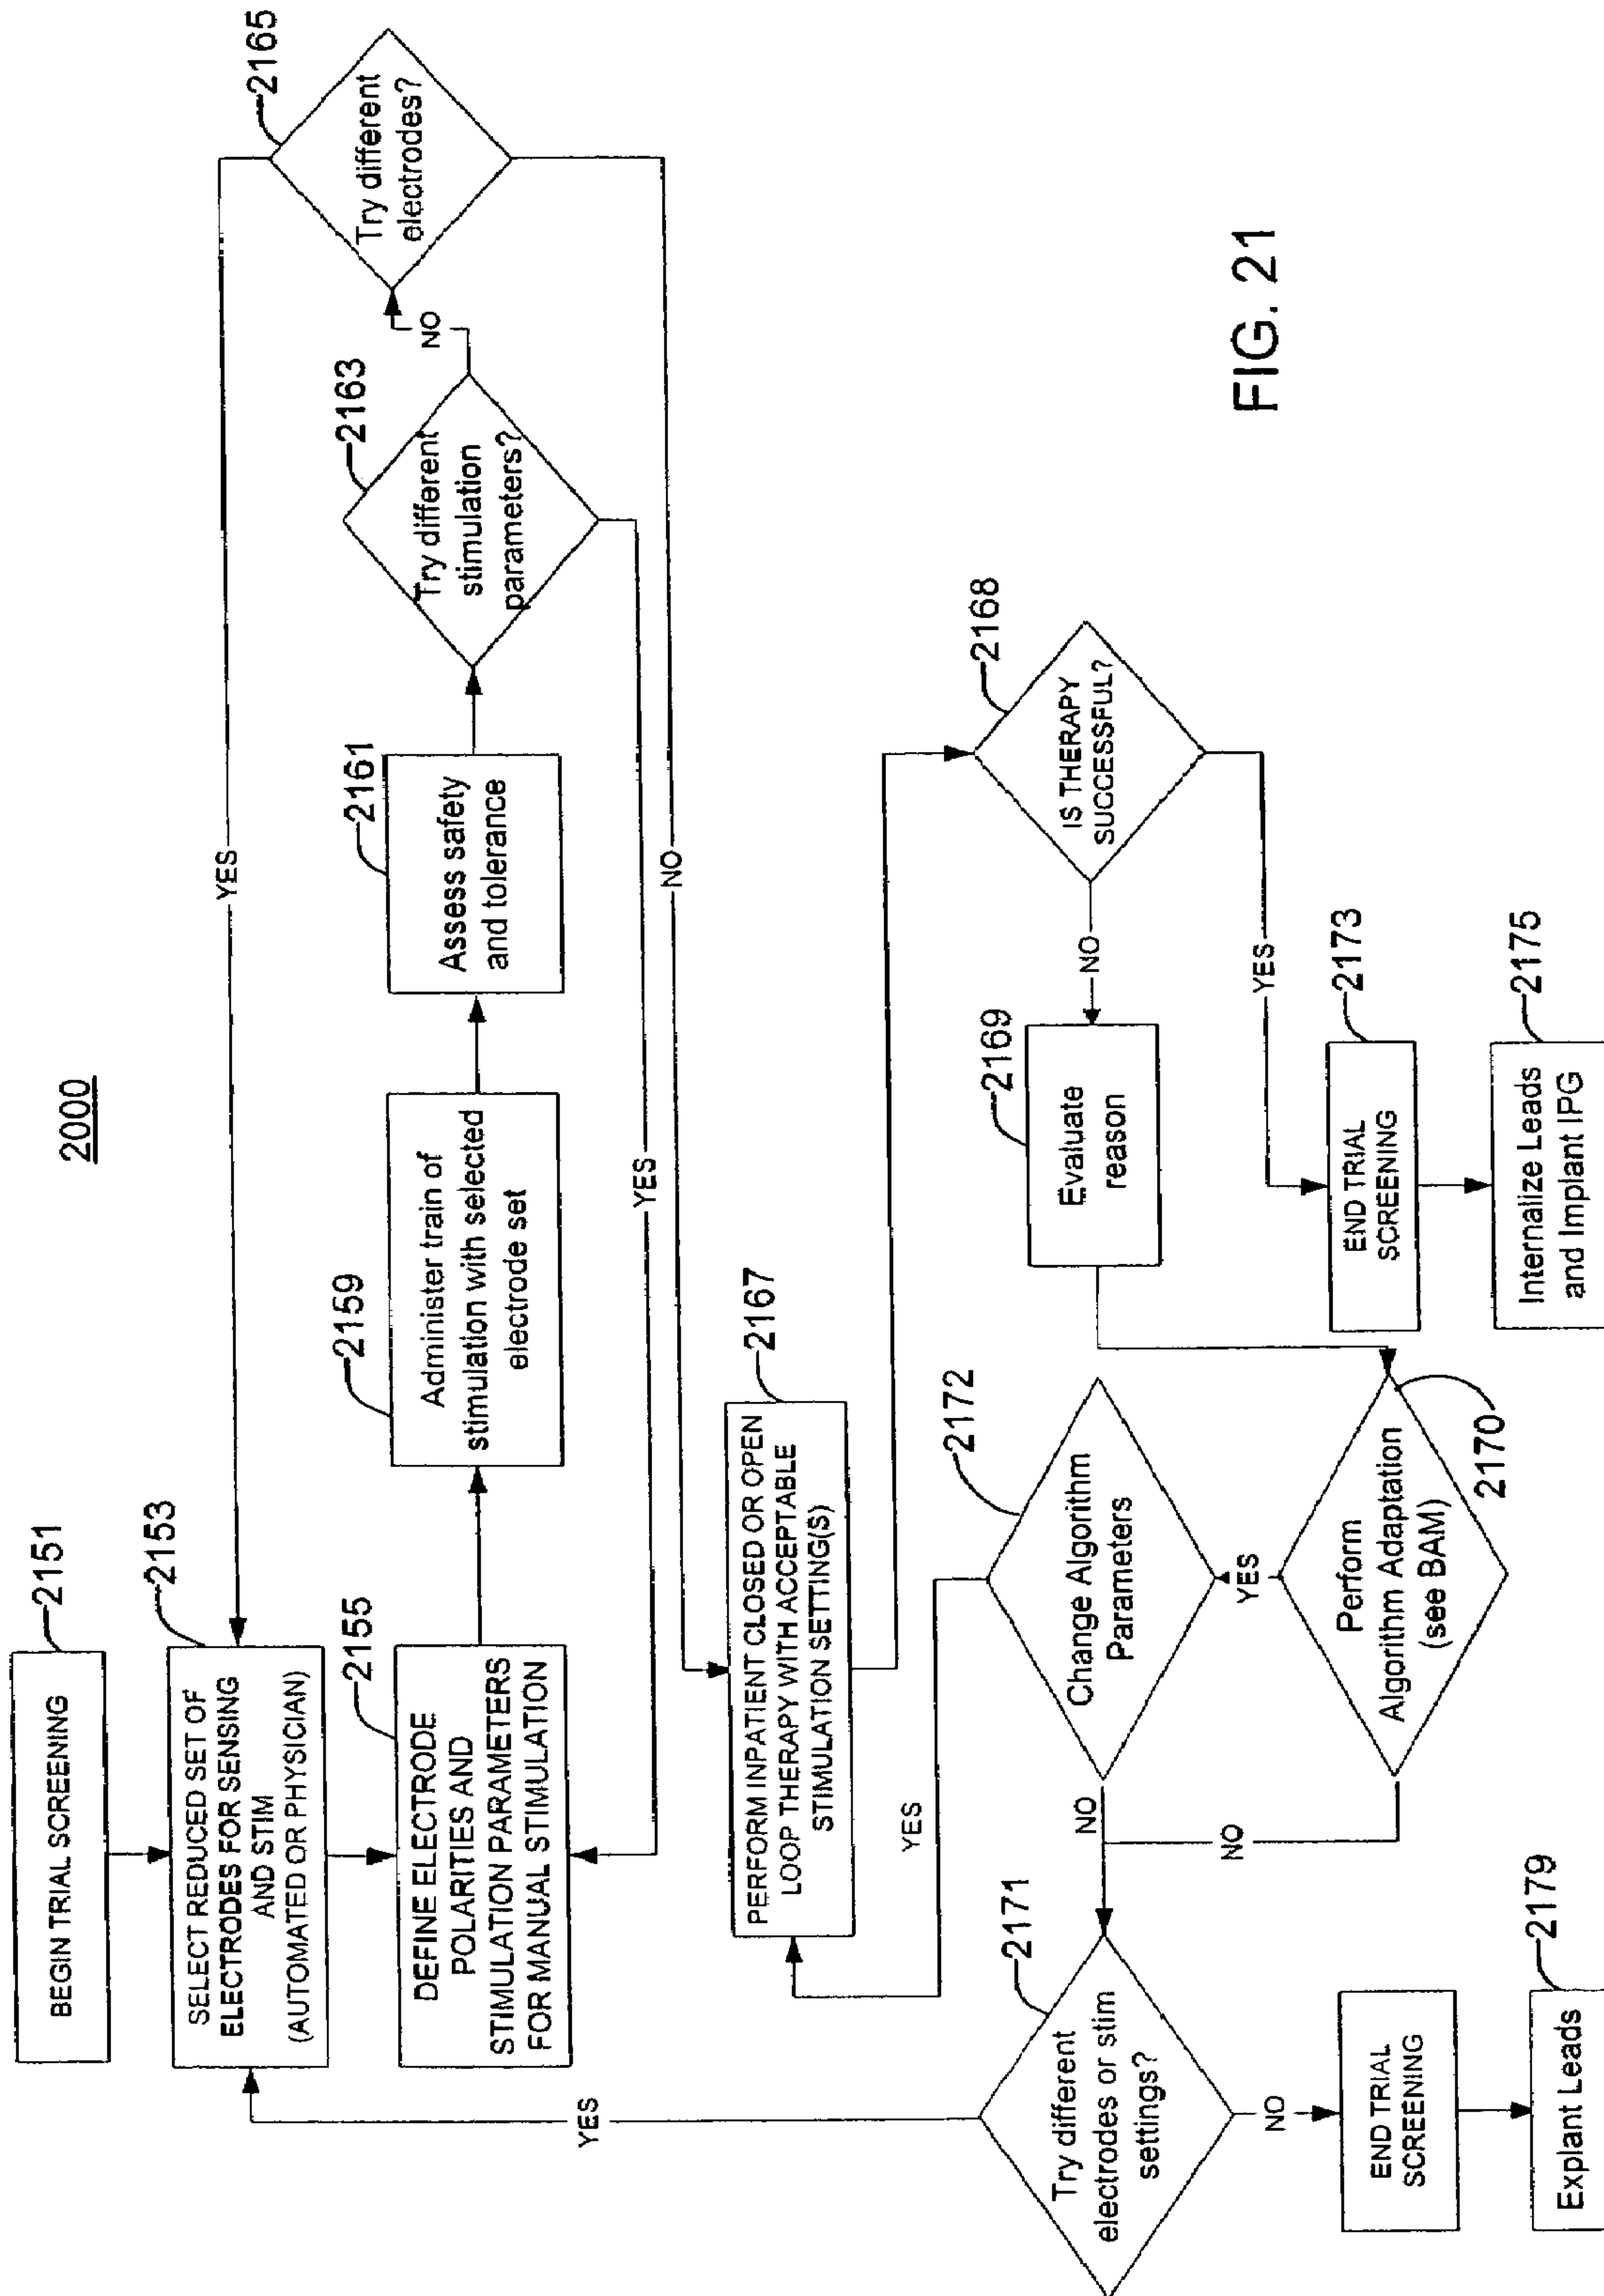 2000
BEGIN TRIAL SCREENING
2151
SELECT REDUCED SET OF
ELECTRODES FOR SENSING
AND STIM
(AUTOMATED OR PHYSICIAN)
2153
YES
DEFINE ELECTRODE
POLARITIES AND
STIMULATION PARAMETERS
FOR MANUAL STIMULATION
2155
Administer train of
stimulation with selected
electrode set
2159
Assess safety
and tolerance
2161
Try different
stimulation
parameters?
2163
NO
YES
Try different
electrodes?
2165
NO
PERFORM INPATIENT CLOSED OR OPEN
LOOP THERAPY WITH ACCEPTABLE
STIMULATION SETTING(S)
2167
IS THERAPY
SUCCESSFUL?
2168
NO
YES
Evaluate
reason
2169
END TRIAL
SCREENING
2173
Internalize Leads
and Implant IPG
2175
Perform
Algorithm Adaptation
(see BAM)
2170
YES
NO
Change Algorithm
Parameters
2172
YES
NO
Try different
electrodes or stim
settings?
2171
YES
NO
END TRIAL
SCREENING
Explant Leads
2179
FIG. 21